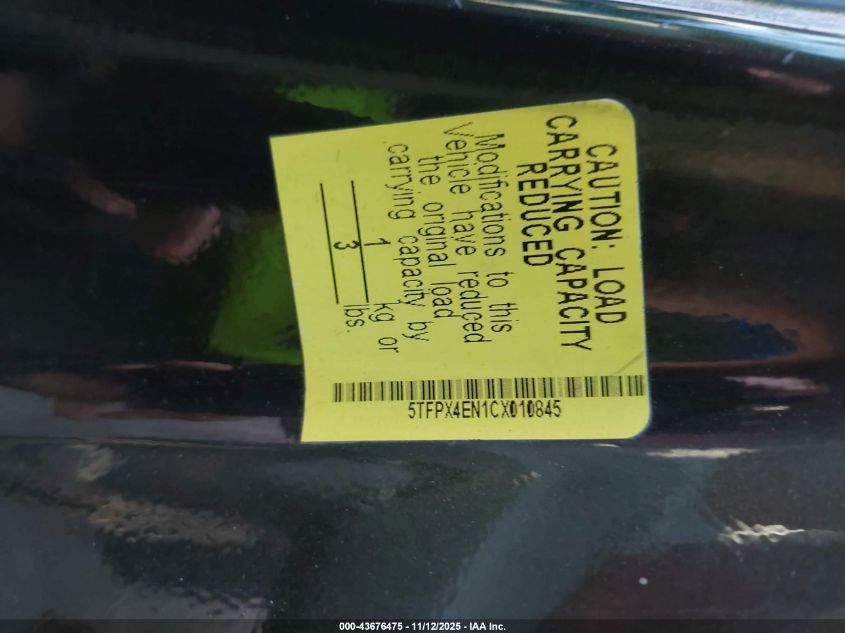 CAUTION: LOAD
CARRYING CAPACITY
REDUCED
Modifications to this
Vehicle have reduced
the original load
carrying capacity by
1 kg or
3 lbs.
5TFPX4EN1CX010845
000-43676475 - 11/12/2025 - IAA Inc.